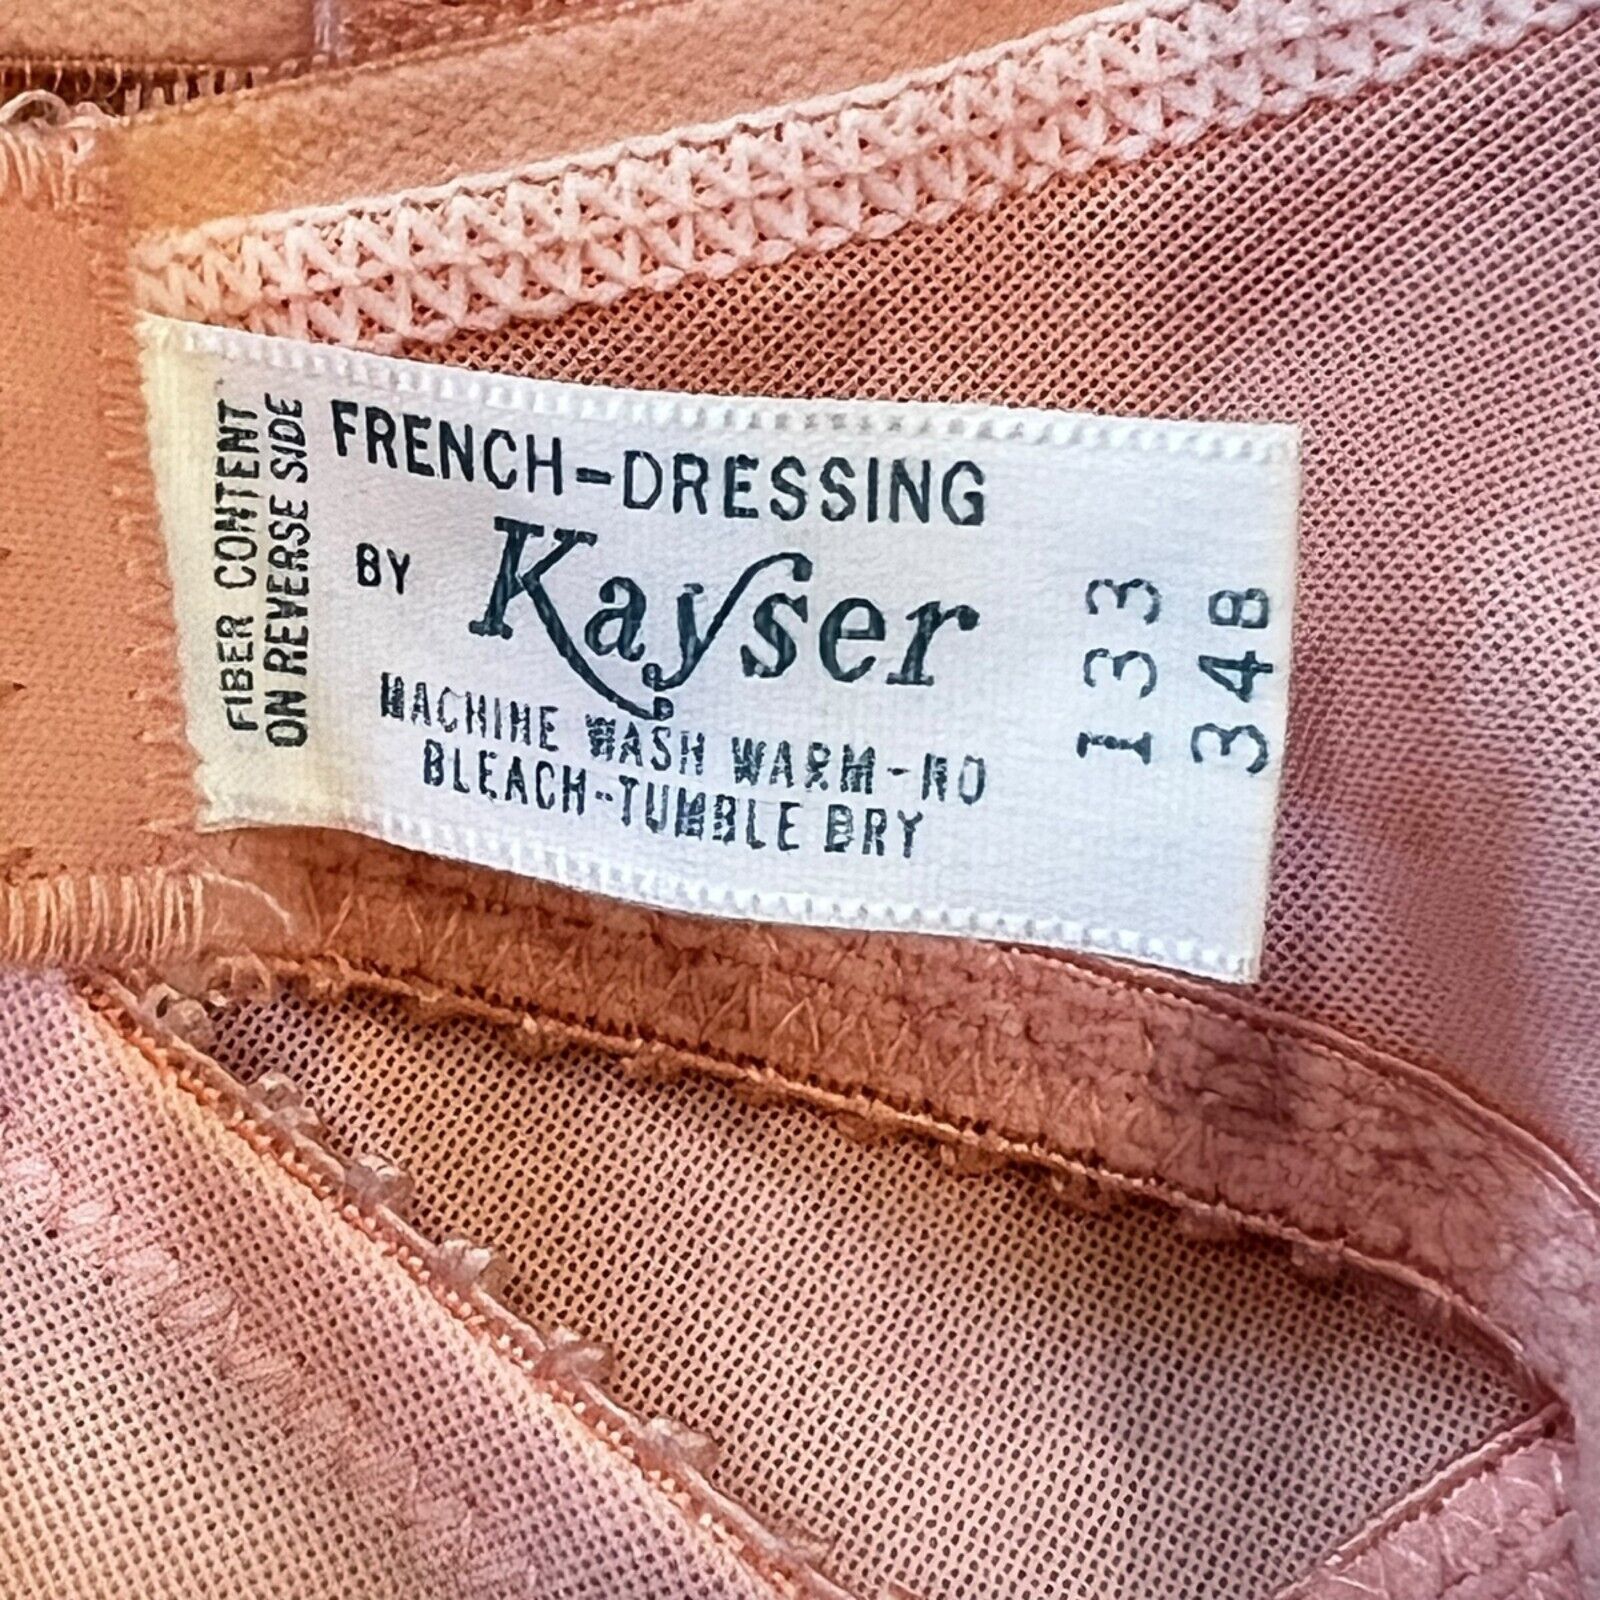 FIBER CONTENT
ON REVERSE SIDE
FRENCH-DRESSING
BY Kayser
MACHINE WASH WARM-NO
BLEACH-TUMBLE DRY
133
348